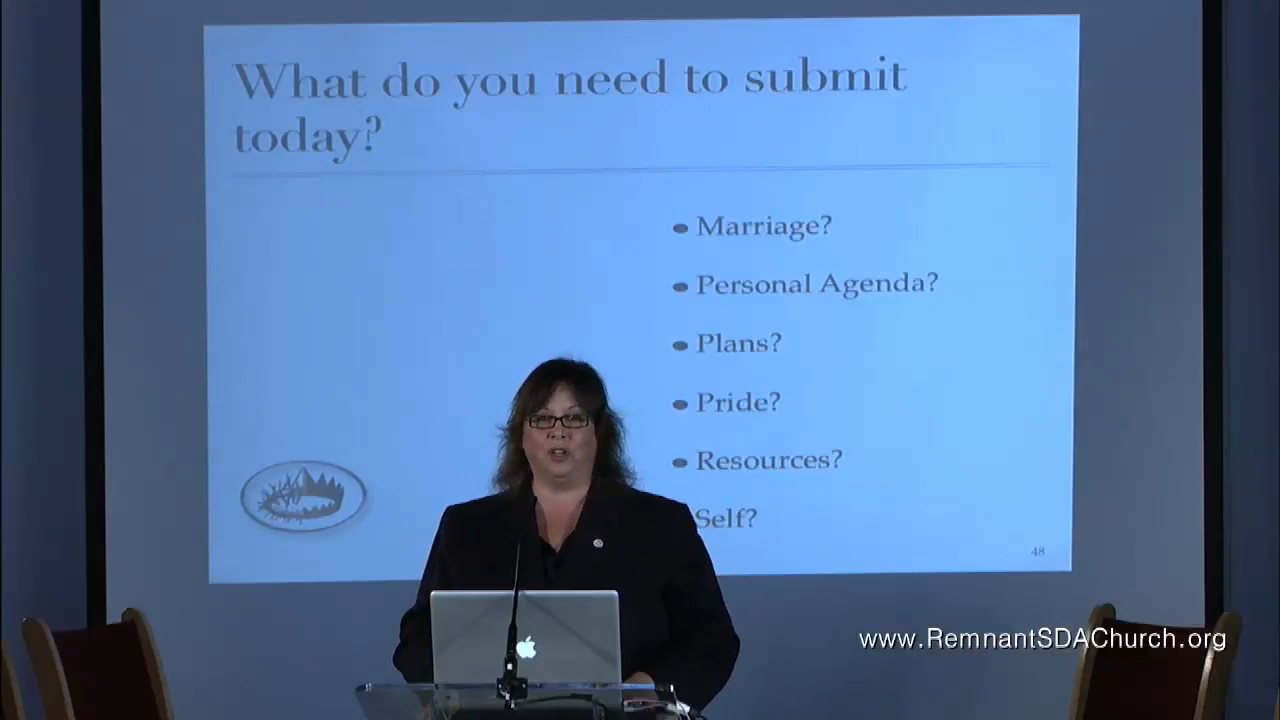 What do you need to submit
today?
Marriage?
Personal Agenda?
Plans?
Pride?
Resources?
Self?
48
www.RemnantSDAChurch.org